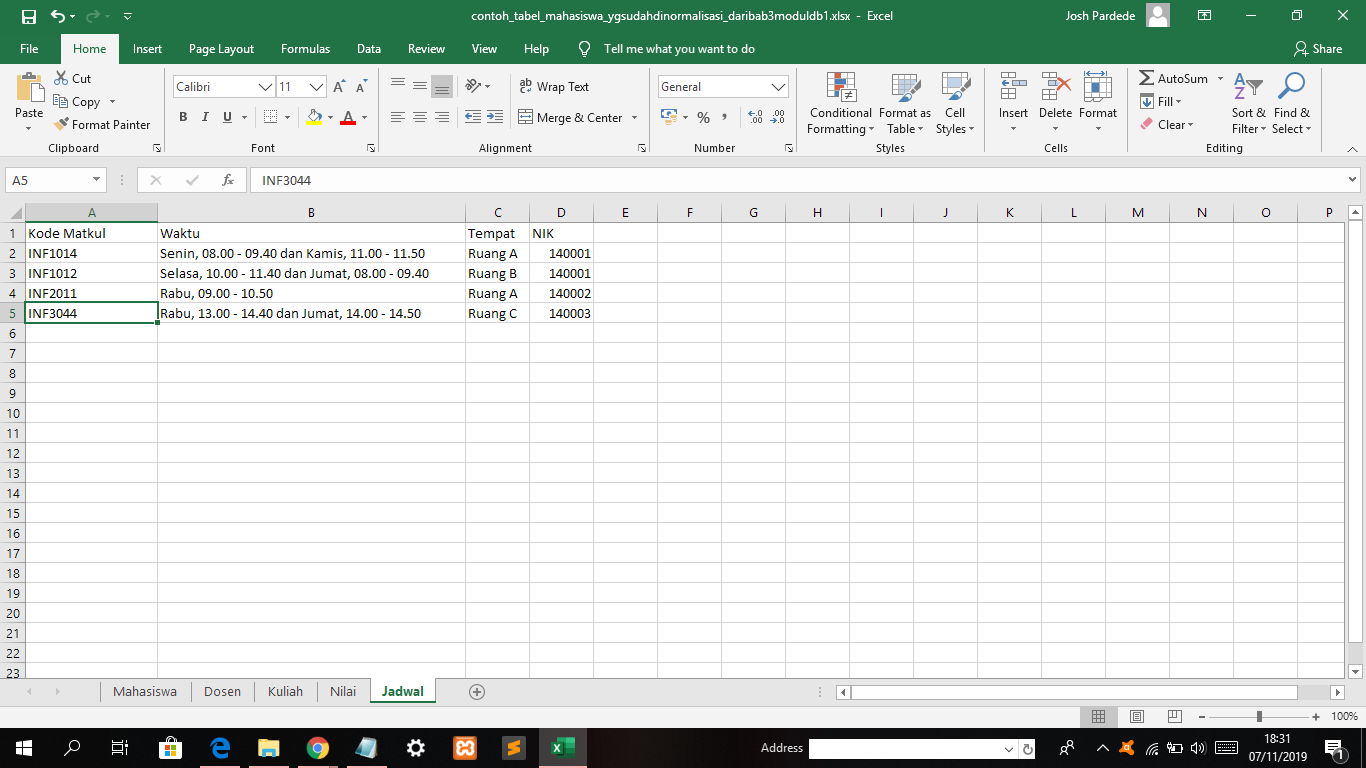 contoh_tabel_mahasiswa_ygsudahdinormalisasi_daribab3moduldb1.xlsx - Excel
Josh Pardede
File Home Insert Page Layout Formulas Data Review View Help Tell me what you want to do Share
Paste
Cut
Copy
Format Painter
Clipboard
Calibri 11
B I U A
Font
Wrap Text
Merge & Center
Alignment
General
% ,
Number
Conditional Formatting
Format as Table
Cell Styles
Styles
Insert
Delete
Format
Cells
AutoSum
Fill
Clear
Sort & Filter
Find & Select
Editing
A5 fx INF3044
A B C D E F G H I J K L M N O P
1 Kode Matkul Waktu Tempat NIK
2 INF1014 Senin, 08.00 - 09.40 dan Kamis, 11.00 - 11.50 Ruang A 140001
3 INF1012 Selasa, 10.00 - 11.40 dan Jumat, 08.00 - 09.40 Ruang B 140001
4 INF2011 Rabu, 09.00 - 10.50 Ruang A 140002
5 INF3044 Rabu, 13.00 - 14.40 dan Jumat, 14.00 - 14.50 Ruang C 140003
6
7
8
9
10
11
12
13
14
15
16
17
18
19
20
21
22
23
Mahasiswa Dosen Kuliah Nilai Jadwal
100%
Address
18:31
07/11/2019
1